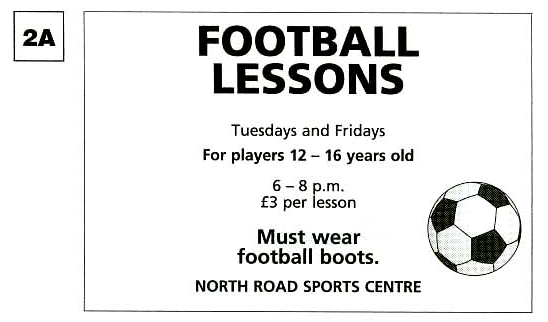 2A
FOOTBALL
LESSONS
Tuesdays and Fridays
For players 12 – 16 years old
6 – 8 p.m.
£3 per lesson
Must wear
football boots.
NORTH ROAD SPORTS CENTRE